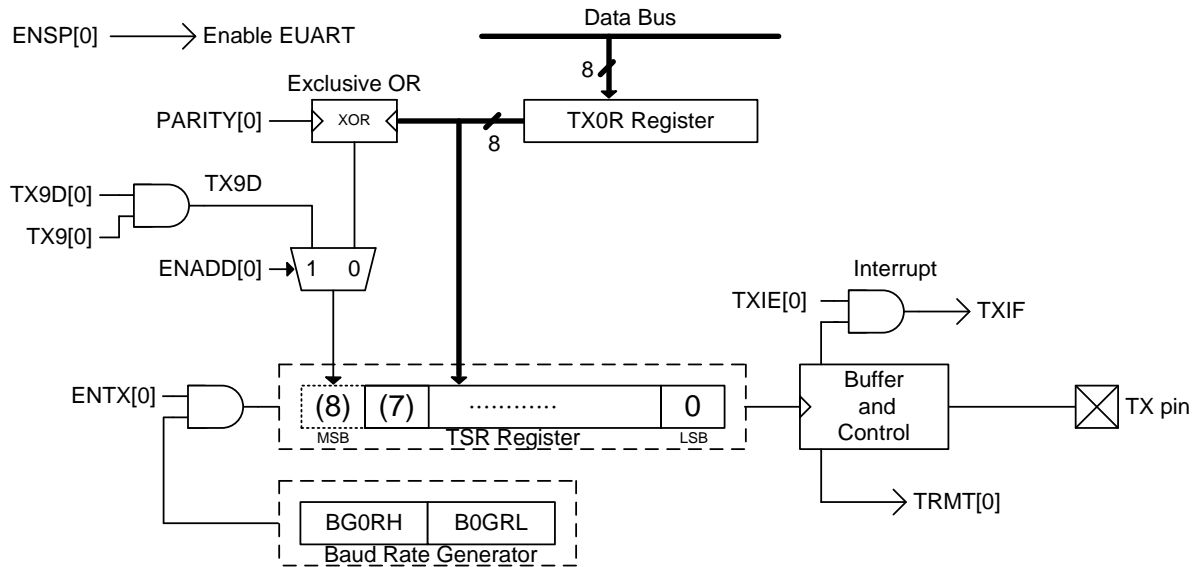 Data Bus
ENSP[0]
Enable EUART
8
Exclusive OR
PARITY[0]
XOR
8
TX0R Register
TX9D[0]
TX9D
TX9[0]
ENADD[0]
1 0
Interrupt
TXIE[0]
TXIF
ENTX[0]
(8)
(7)
............
0
MSB
TSR Register
LSB
Buffer
and
Control
TX pin
TRMT[0]
BG0RH
B0GRL
Baud Rate Generator